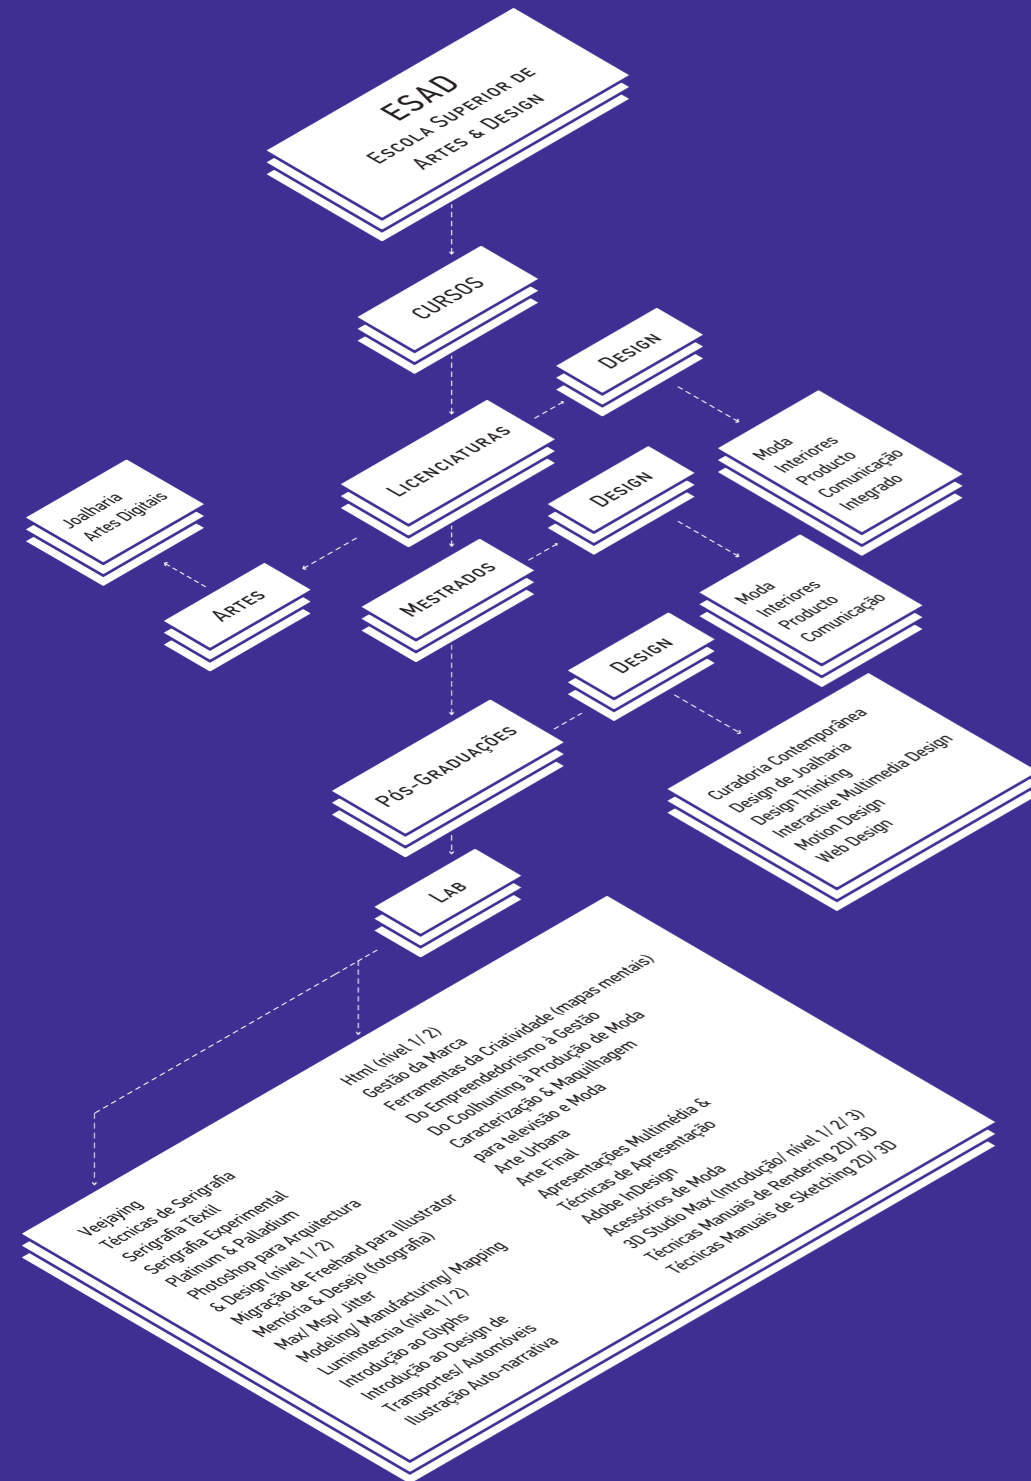 ESAD
Escola Superior de
Artes & Design
CURSOS
Design
Moda
Interiores
Producto
Comunicação
Integrado
Licenciaturas
Joalharia
Artes Digitais
Artes
Design
Moda
Interiores
Producto
Comunicação
Mestrados
Design
Curadoria Contemporânea
Design de Joalharia
Design Thinking
Interactive Multimedia Design
Motion Design
Web Design
Pós-Graduações
Lab
Html (nível 1/ 2)
Gestão da Marca
Ferramentas da Criatividade (mapas mentais)
Do Empreendedorismo à Gestão
Do Coolhunting à Produção de Moda
Caracterização & Maquilhagem
para televisão e Moda
Arte Urbana
Arte Final
Apresentações Multimédia &
Técnicas de Apresentação
Adobe InDesign
Acessórios de Moda
3D Studio Max (Introdução/ nível 1/ 2/ 3)
Técnicas Manuais de Rendering 2D/ 3D
Técnicas Manuais de Sketching 2D/ 3D
Veejaying
Técnicas de Serigrafia
Serigrafia Têxtil
Serigrafia Experimental
Platinum & Palladium
Photoshop para Arquitectura
& Design (nível 1/ 2)
Migração de Freehand para Illustrator
Memória & Desejo (fotografia)
Max/ Msp/ Jitter
Modeling/ Manufacturing/ Mapping
Luminotecnia (nível 1/ 2)
Introdução ao Glyphs
Introdução ao Design de
Transportes/ Automóveis
Ilustração Auto-narrativa